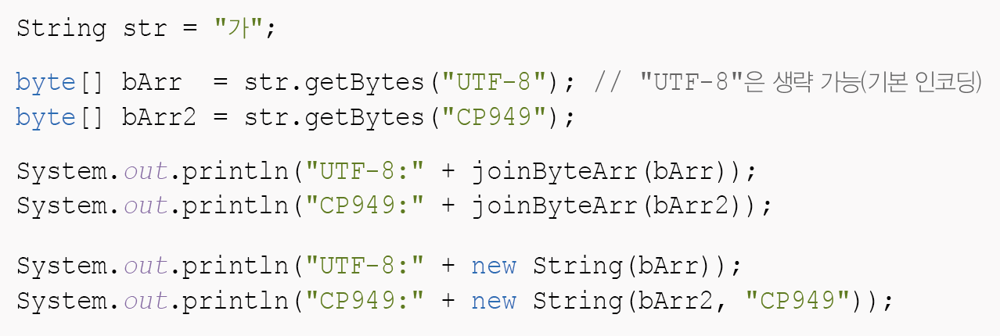 String str = "가";
byte[] bArr  = str.getBytes("UTF-8"); // "UTF-8"은 생략 가능(기본 인코딩)
byte[] bArr2 = str.getBytes("CP949");
System.out.println("UTF-8:" + joinByteArr(bArr));
System.out.println("CP949:" + joinByteArr(bArr2));
System.out.println("UTF-8:" + new String(bArr));
System.out.println("CP949:" + new String(bArr2, "CP949"));